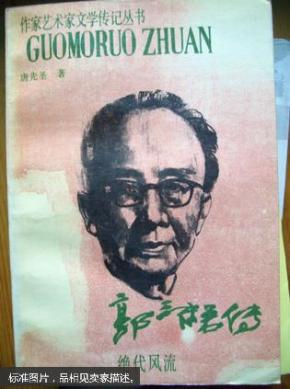 作家艺术家文学传记丛书
GUOMORUO ZHUAN
唐先圣 著
郭沫若传
绝代风流
标准图片，品是见卖家描述。